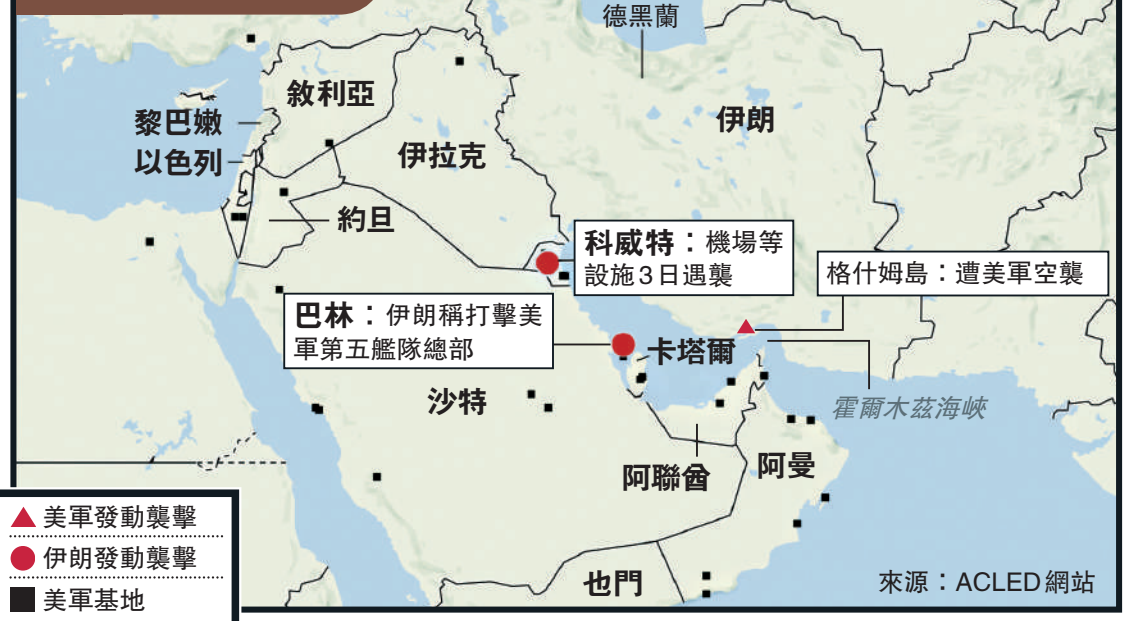 德黑蘭
敘利亞
黎巴嫩
以色列
伊拉克
伊朗
約旦
科威特：機場等
設施3日遇襲
格什姆島：遭美軍空襲
巴林：伊朗稱打擊美
軍第五艦隊總部
卡塔爾
沙特
霍爾木茲海峽
阿聯酋
阿曼
也門
美軍發動襲擊
伊朗發動襲擊
美軍基地
來源：ACLED網站